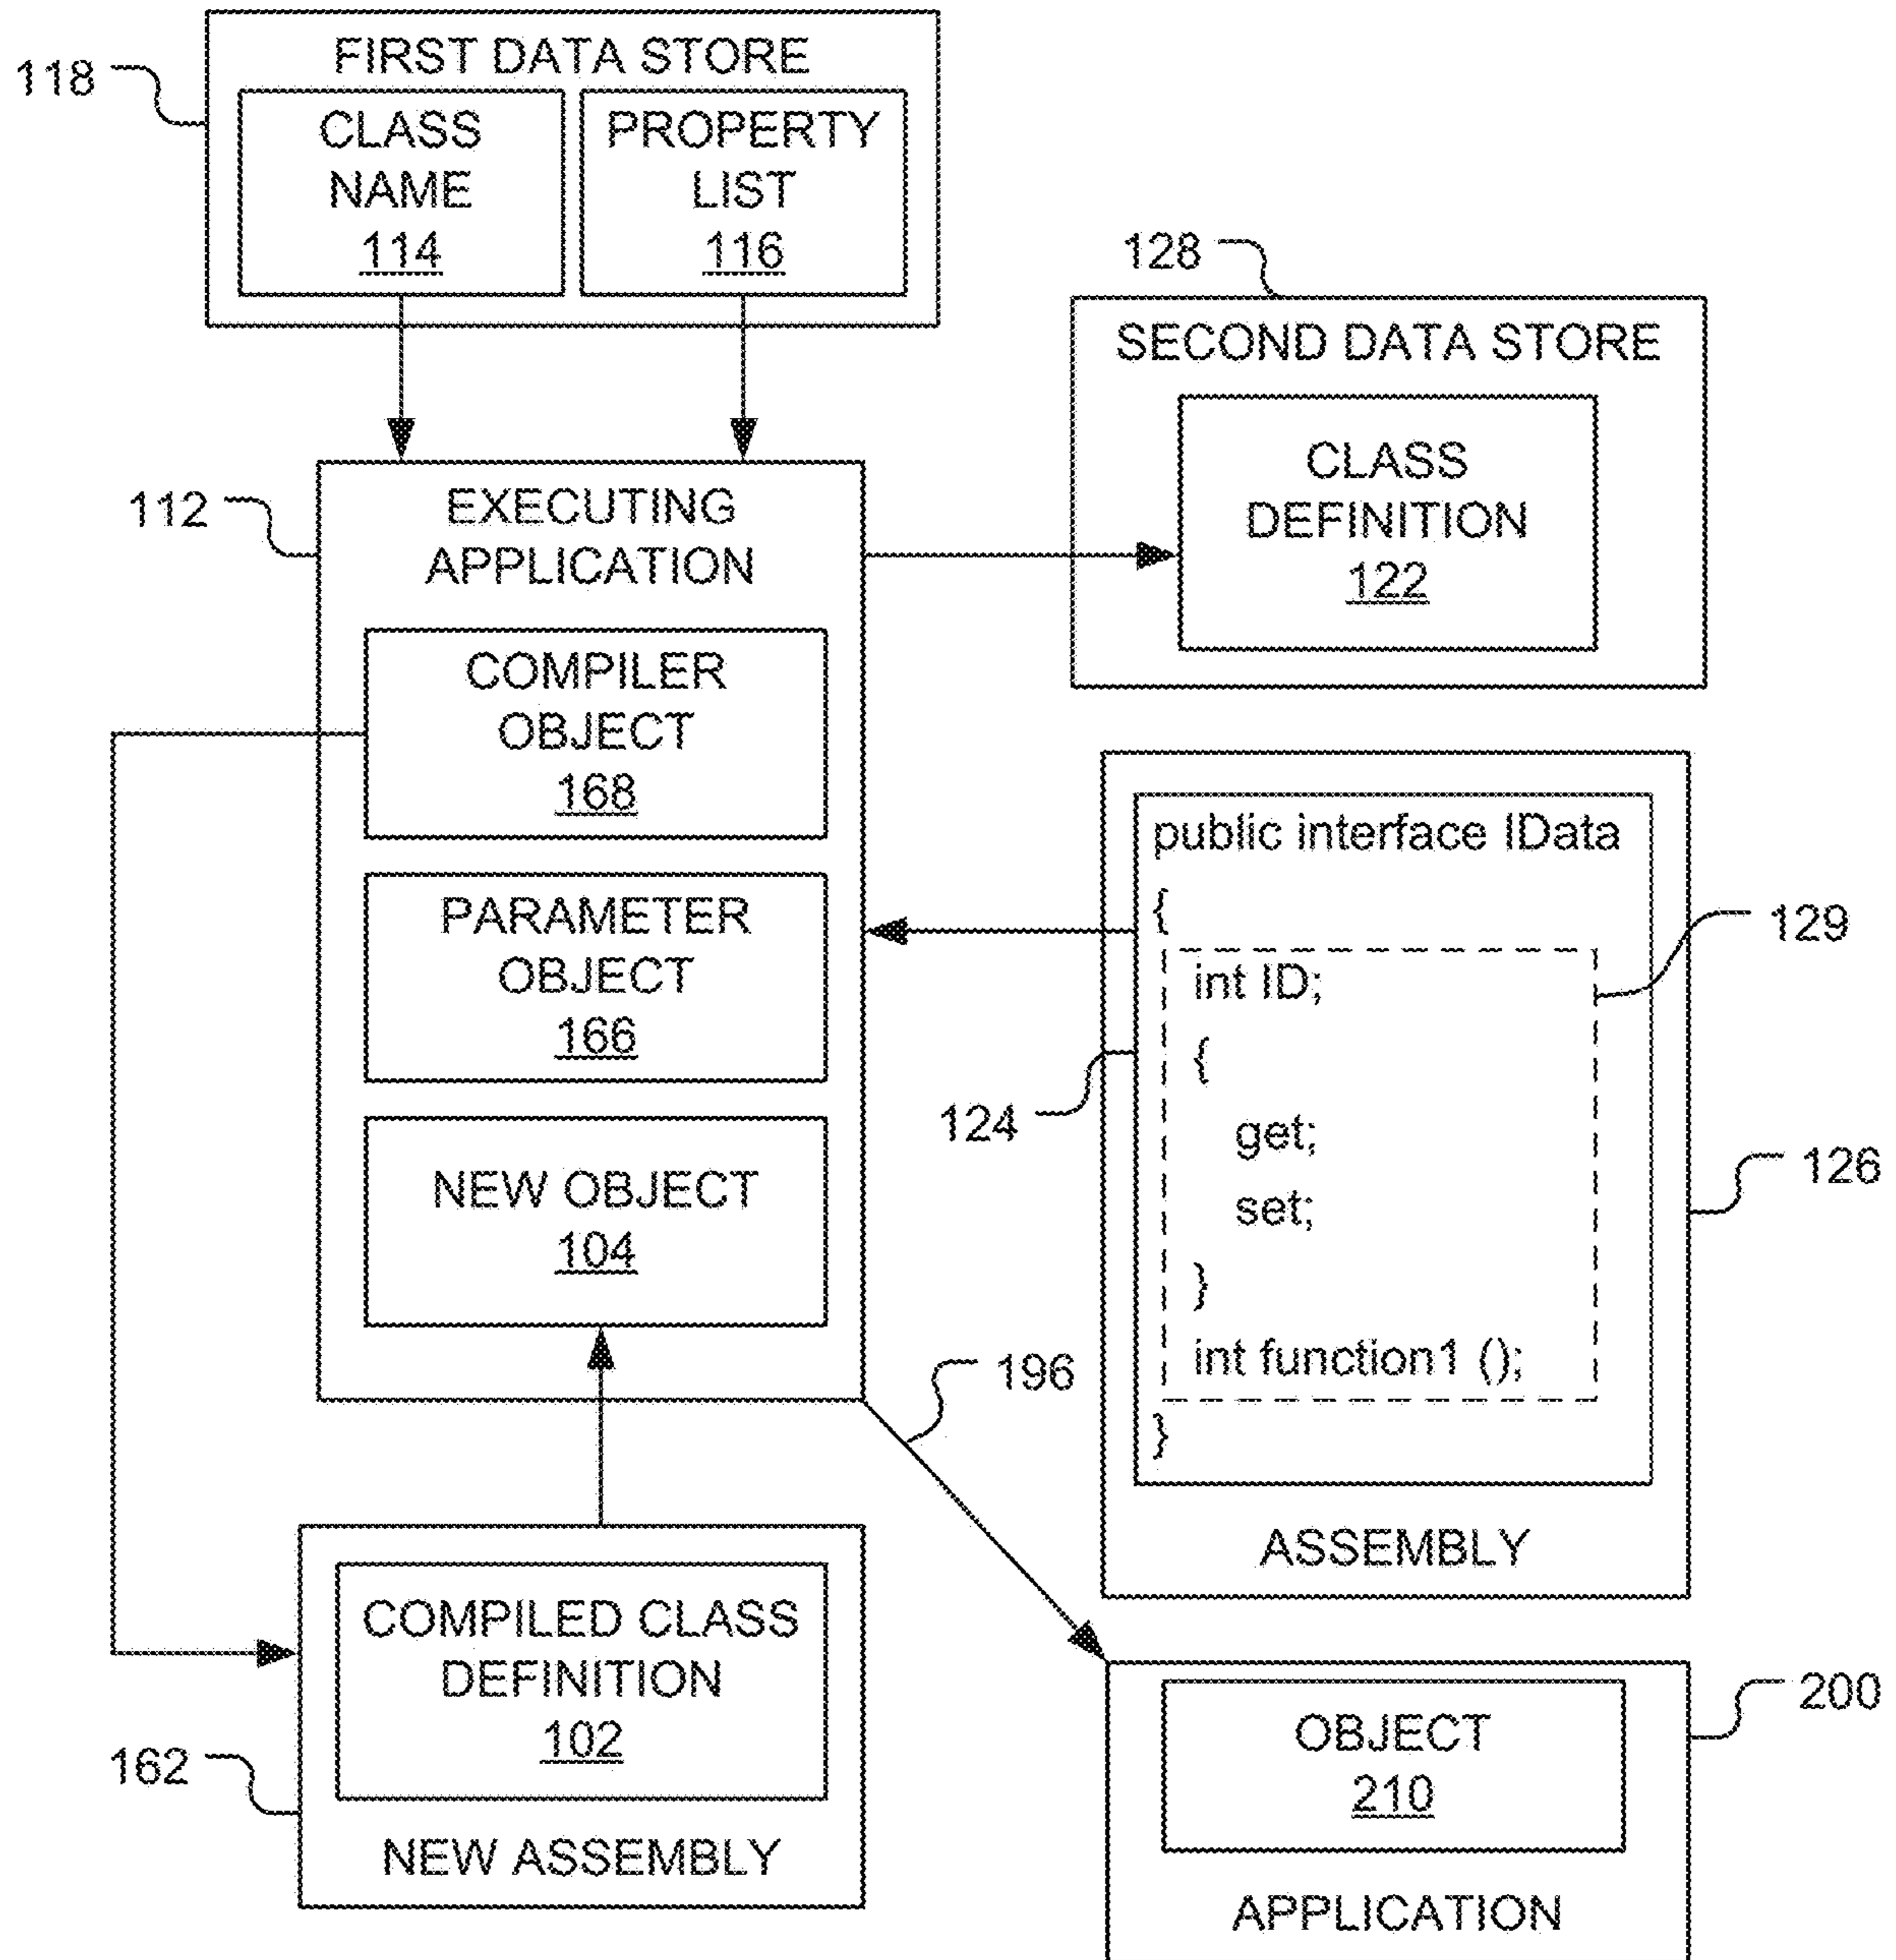 FIRST DATA STORE
118
CLASS
NAME
114
PROPERTY
LIST
116
128
SECOND DATA STORE
CLASS
DEFINITION
122
112
EXECUTING
APPLICATION
COMPILER
OBJECT
168
PARAMETER
OBJECT
166
NEW OBJECT
104
public interface IData
{
int ID;
{
get;
set;
}
int function1 ();
}
ASSEMBLY
129
124
126
196
COMPILED CLASS
DEFINITION
102
162
NEW ASSEMBLY
OBJECT
210
200
APPLICATION